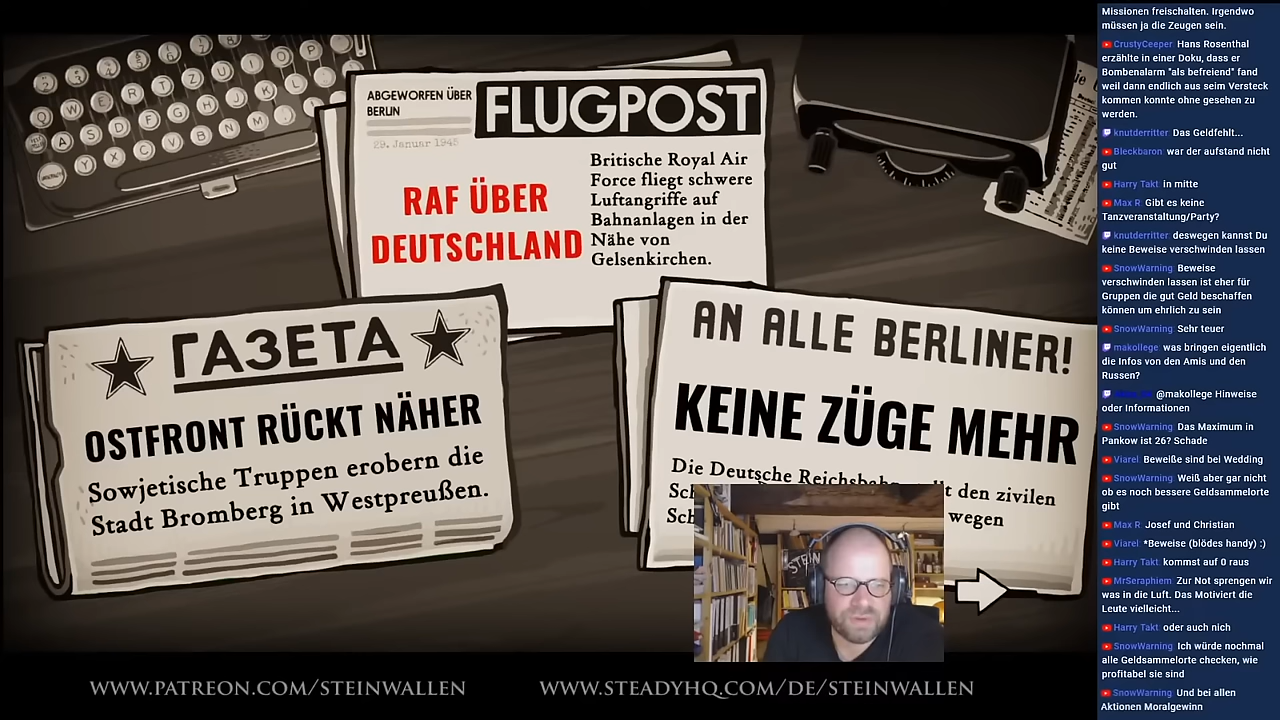 ABGEWORFEN ÜBER
BERLIN
FLUGPOST
29. Januar 1945
RAF ÜBER
DEUTSCHLAND
Britische Royal Air
Force fliegt schwere
Luftangriffe auf
Bahnanlagen in der
Nähe von
Gelsenkirchen.
ГАЗЕТА
OSTFRONT RÜCKT NÄHER
Sowjetische Truppen erobern die
Stadt Bromberg in Westpreußen.
AN ALLE BERLINER!
KEINE ZÜGE MEHR
Die Deutsche Reichsbahn den zivilen
wegen
STEIN
WWW.PATREON.COM/STEINWALLEN
WWW.STEADYHQ.COM/DE/STEINWALLEN
Missionen freischalten. Irgendwo
müssen ja die Zeugen sein.
CrustyCeeper Hans Rosenthal
erzählte in einer Doku, dass er
Bombenalarm "als befreiend" fand
weil dann endlich aus seim Versteck
kommen konnte ohne gesehen zu
werden.
knutderritter Das Geldfehlt...
Bleckbaron war der aufstand nicht
gut
Harry Takt in mitte
Max R Gibt es keine
Tanzveranstaltung/Party?
knutderritter deswegen kannst Du
keine Beweise verschwinden lassen
SnowWarning Beweise
verschwinden lassen ist eher für
Gruppen die gut Geld beschaffen
können um ehrlich zu sein
SnowWarning Sehr teuer
makollege was bringen eigentlich
die Infos von den Amis und den
Russen?
@makollege Hinweise
oder Informationen
SnowWarning Das Maximum in
Pankow ist 26? Schade
Viarel Beweiße sind bei Wedding
SnowWarning Weiß aber gar nicht
ob es noch bessere Geldsammelorte
gibt
Max R Josef und Christian
Viarel *Beweise (blödes handy) :)
Harry Takt kommst auf 0 raus
MrSeraphiem Zur Not sprengen wir
was in die Luft. Das Motiviert die
Leute vielleicht...
Harry Takt oder auch nich
SnowWarning Ich würde nochmal
alle Geldsammelorte checken, wie
profitabel sie sind
SnowWarning Und bei allen
Aktionen Moralgewinn